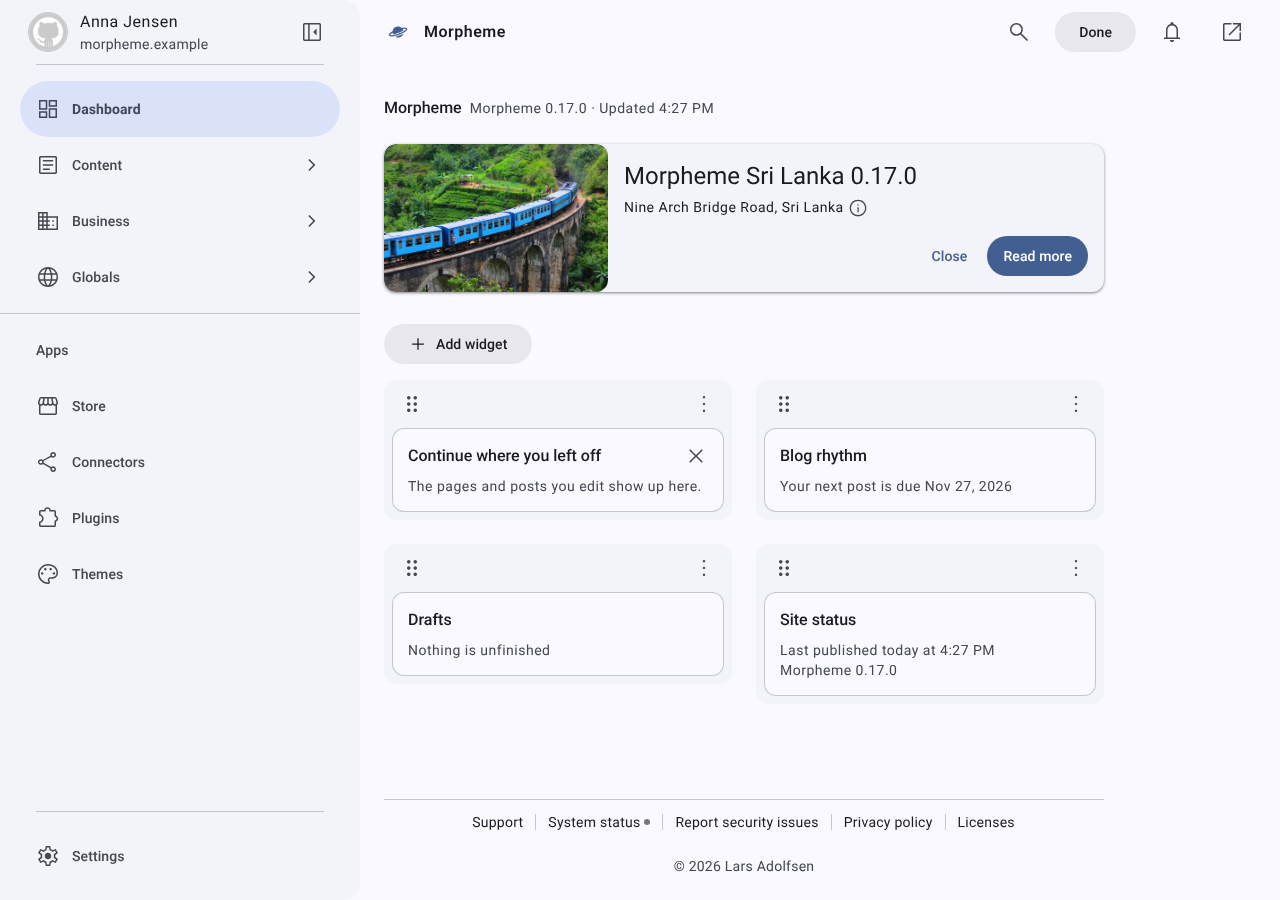 Anna Jensen
morpheme.example
Dashboard
Content
Business
Globals
Apps
Store
Connectors
Plugins
Themes
Settings
Morpheme
Done
Morpheme Morpheme 0.17.0 · Updated 4:27 PM
Morpheme Sri Lanka 0.17.0
Nine Arch Bridge Road, Sri Lanka
Close
Read more
Add widget
Continue where you left off
The pages and posts you edit show up here.
Blog rhythm
Your next post is due Nov 27, 2026
Drafts
Nothing is unfinished
Site status
Last published today at 4:27 PM
Morpheme 0.17.0
Support System status Report security issues Privacy policy Licenses
© 2026 Lars Adolfsen